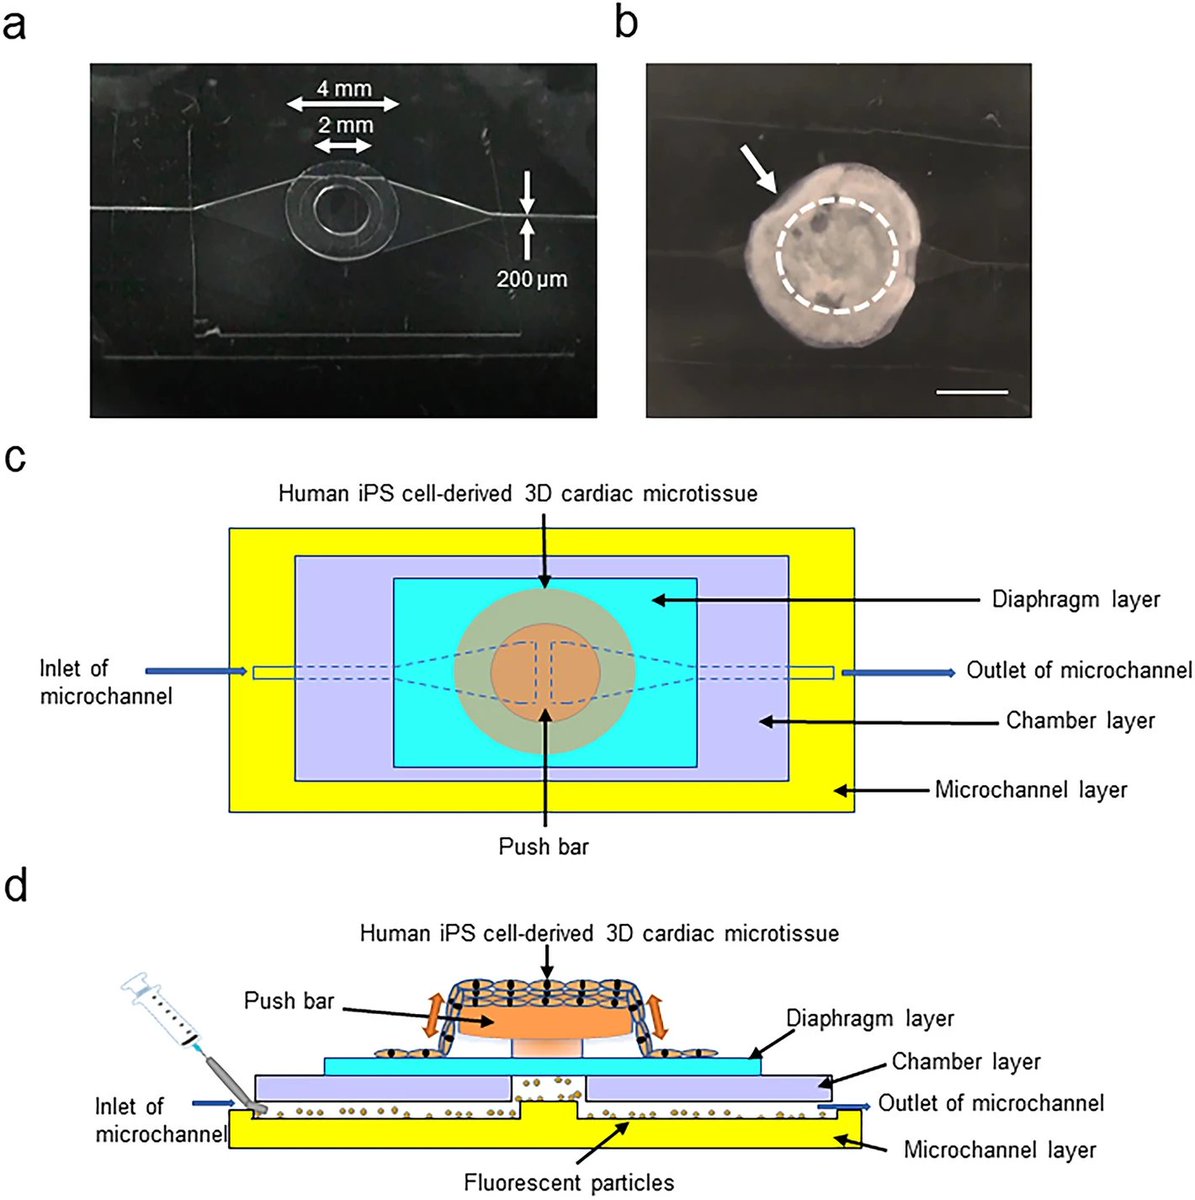 a
4 mm
2 mm
200 µm
b
c
Human iPS cell-derived 3D cardiac microtissue
Diaphragm layer
Inlet of
microchannel
Outlet of microchannel
Chamber layer
Microchannel layer
Push bar
d
Human iPS cell-derived 3D cardiac microtissue
Push bar
Diaphragm layer
Chamber layer
Inlet of
microchannel
Outlet of microchannel
Microchannel layer
Fluorescent particles